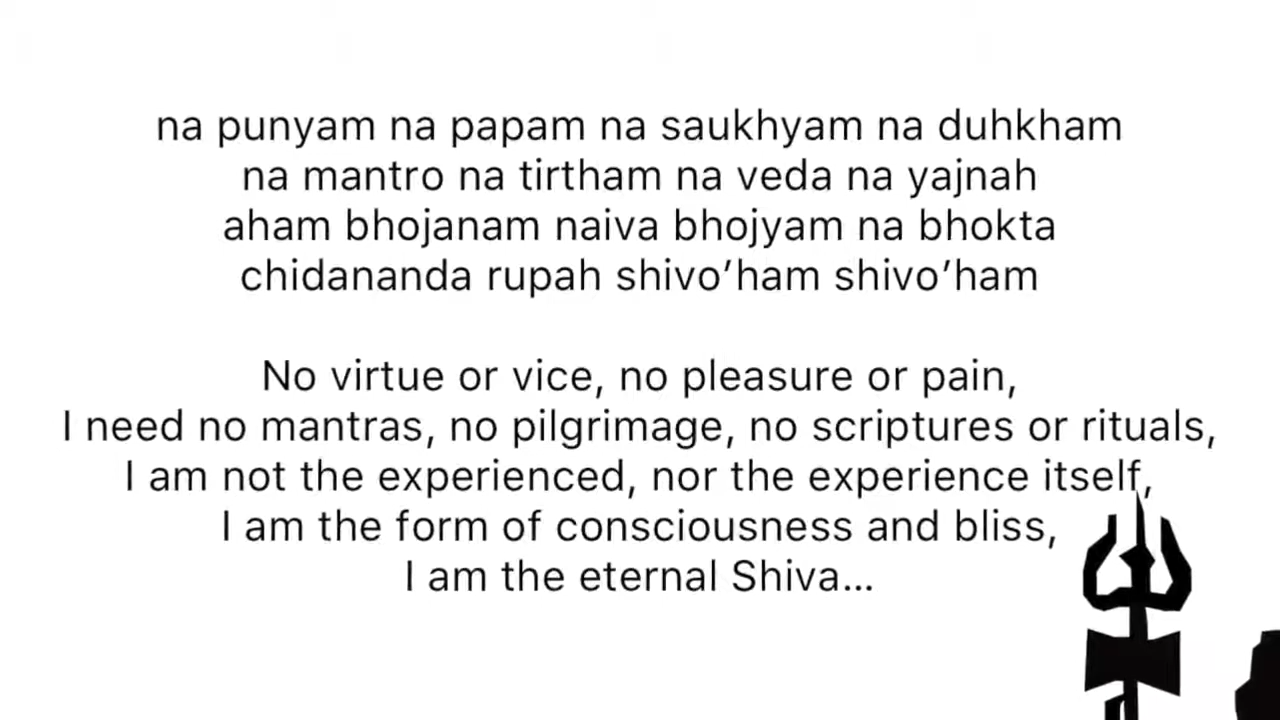 na punyam na papam na saukhyam na duhkham
na mantro na tirtham na veda na yajnah
aham bhojanam naiva bhojyam na bhokta
chidananda rupah shivo’ham shivo’ham
No virtue or vice, no pleasure or pain,
I need no mantras, no pilgrimage, no scriptures or rituals,
I am not the experienced, nor the experience itself,
I am the form of consciousness and bliss,
I am the eternal Shiva...